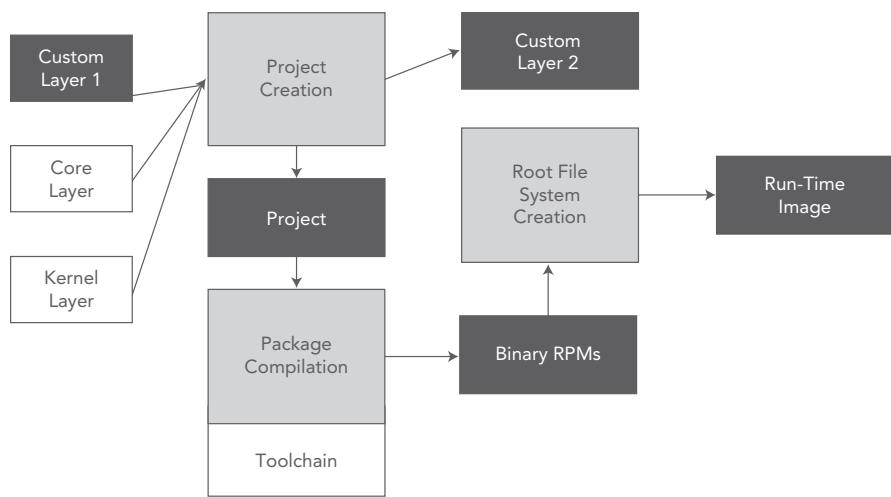 Custom
Layer 1
Project
Creation
Custom
Layer 2
Core
Layer
Root File
System
Creation
Run-Time
Image
Project
Kernel
Layer
Package
Compilation
Binary RPMs
Toolchain